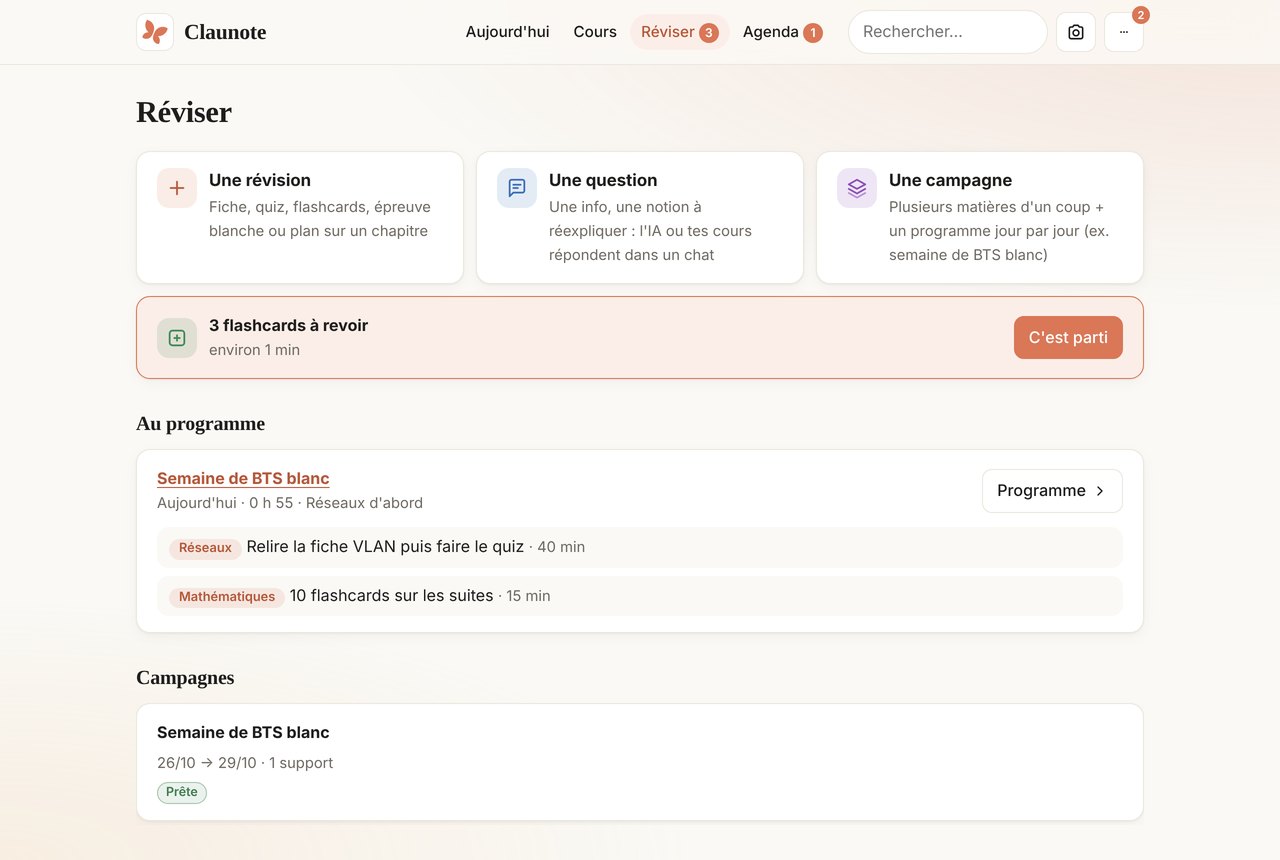 Claunote
Aujourd'hui
Cours
Réviser 3
Agenda 1
Rechercher...
...
2
Réviser
Une révision
Fiche, quiz, flashcards, épreuve
blanche ou plan sur un chapitre
Une question
Une info, une notion à
réexpliquer : l'IA ou tes cours
répondent dans un chat
Une campagne
Plusieurs matières d'un coup +
un programme jour par jour (ex.
semaine de BTS blanc)
3 flashcards à revoir
environ 1 min
C'est parti
Au programme
Semaine de BTS blanc
Aujourd'hui · 0 h 55 · Réseaux d'abord
Programme
Réseaux Relire la fiche VLAN puis faire le quiz · 40 min
Mathématiques 10 flashcards sur les suites · 15 min
Campagnes
Semaine de BTS blanc
26/10 → 29/10 · 1 support
Prête